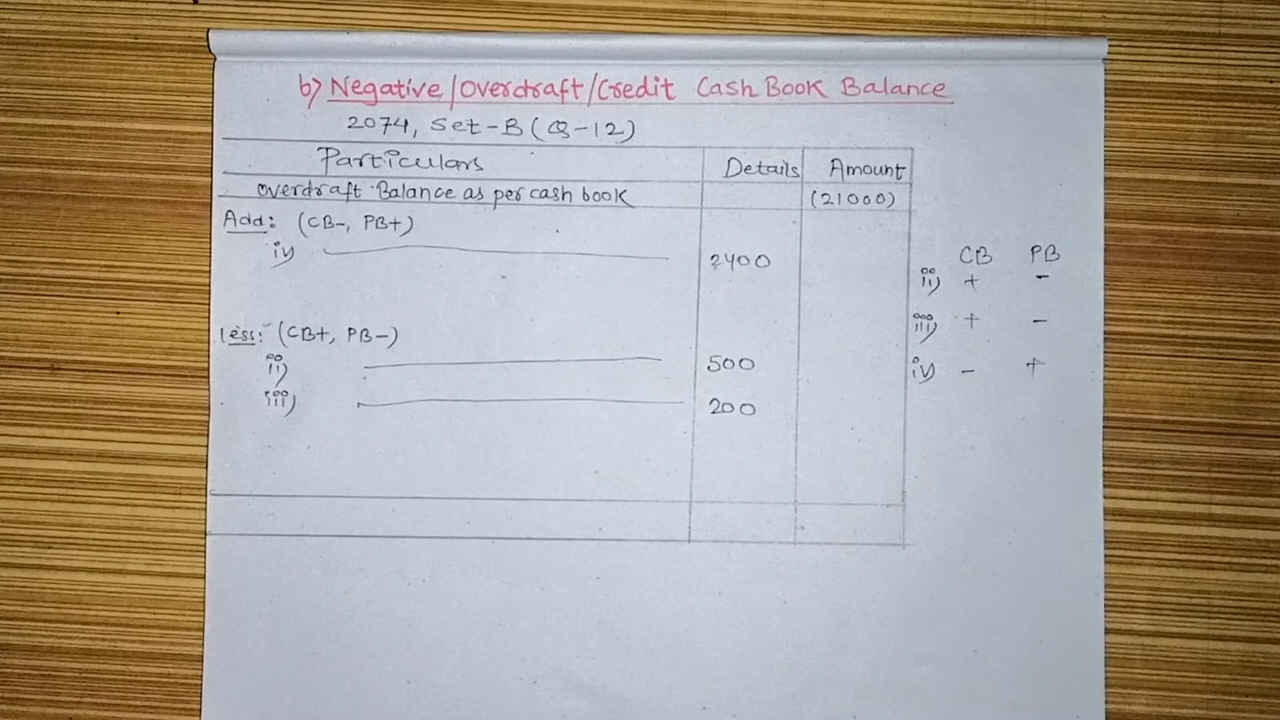 b) Negative/Overdraft/Credit Cash Book Balance
2074, Set-B (Q-12)
Particulars Details Amount
Overdraft Balance as per cash book (21000)
Add: (CB-, PB+)
iv) 2400
Less: (CB+, PB-)
ii) 500
iii) 200
CB PB
ii) + -
iii) + -
iv) - +